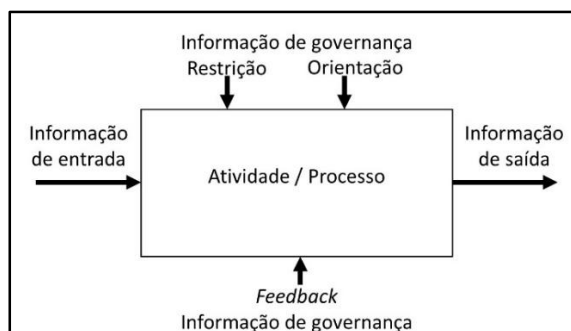 Informação de governança
Restrição Orientação
Informação
de entrada
Atividade / Processo
Informação
de saída
Feedback
Informação de governança